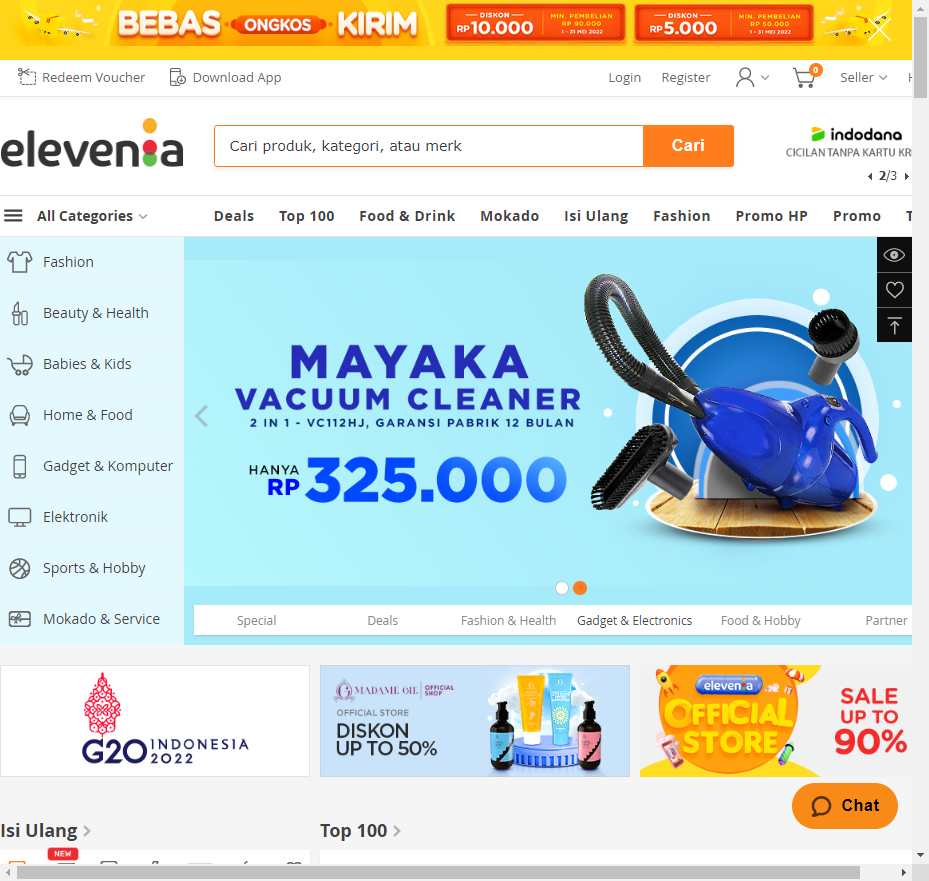 BEBAS ONGKOS KIRIM
DISKON
RP10.000
MIN. PEMBELIAN
RP 90.000
1 - 31 MEI 2022
DISKON
RP5.000
MIN. PEMBELIAN
RP 50.000
1 - 31 MEI 2022
Redeem Voucher
Download App
Login
Register
0
Seller
elevenia
Cari produk, kategori, atau merk
Cari
indodana
CICILAN TANPA KARTU KR
2/3
All Categories
Deals
Top 100
Food & Drink
Mokado
Isi Ulang
Fashion
Promo HP
Promo
Fashion
Beauty & Health
Babies & Kids
Home & Food
Gadget & Komputer
Elektronik
Sports & Hobby
Mokado & Service
MAYAKA
VACUUM CLEANER
2 IN 1 - VC112HJ, GARANSI PABRIK 12 BULAN
HANYA
RP 325.000
Special
Deals
Fashion & Health
Gadget & Electronics
Food & Hobby
Partner
G20 INDONESIA
2022
MADAME GIE OFFICIAL SHOP
OFFICIAL STORE
DISKON
UP TO 50%
elevenia
OFFICIAL
STORE
SALE
UP TO
90%
Chat
Isi Ulang
Top 100
NEW